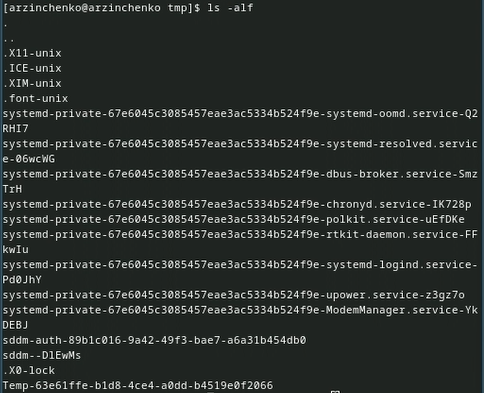 [arzinchenko@arzinchenko tmp]$ ls -alf
.
..
.X11-unix
.ICE-unix
.XIM-unix
.font-unix
systemd-private-67e6045c3085457eae3ac5334b524f9e-systemd-oomd.service-Q2
RHI7
systemd-private-67e6045c3085457eae3ac5334b524f9e-systemd-resolved.servic
e-06wcWG
systemd-private-67e6045c3085457eae3ac5334b524f9e-dbus-broker.service-Smz
TrH
systemd-private-67e6045c3085457eae3ac5334b524f9e-chronyd.service-IK728p
systemd-private-67e6045c3085457eae3ac5334b524f9e-polkit.service-uEfDKe
systemd-private-67e6045c3085457eae3ac5334b524f9e-rtkit-daemon.service-FF
kwIu
systemd-private-67e6045c3085457eae3ac5334b524f9e-systemd-logind.service-
Pd0JhY
systemd-private-67e6045c3085457eae3ac5334b524f9e-upower.service-z3gz7o
systemd-private-67e6045c3085457eae3ac5334b524f9e-ModemManager.service-Yk
DEBJ
sddm-auth-89b1c016-9a42-49f3-bae7-a6a31b454db0
sddm--DlEwMs
.X0-lock
Temp-63e61ffe-b1d8-4ce4-a0dd-b4519e0f2066